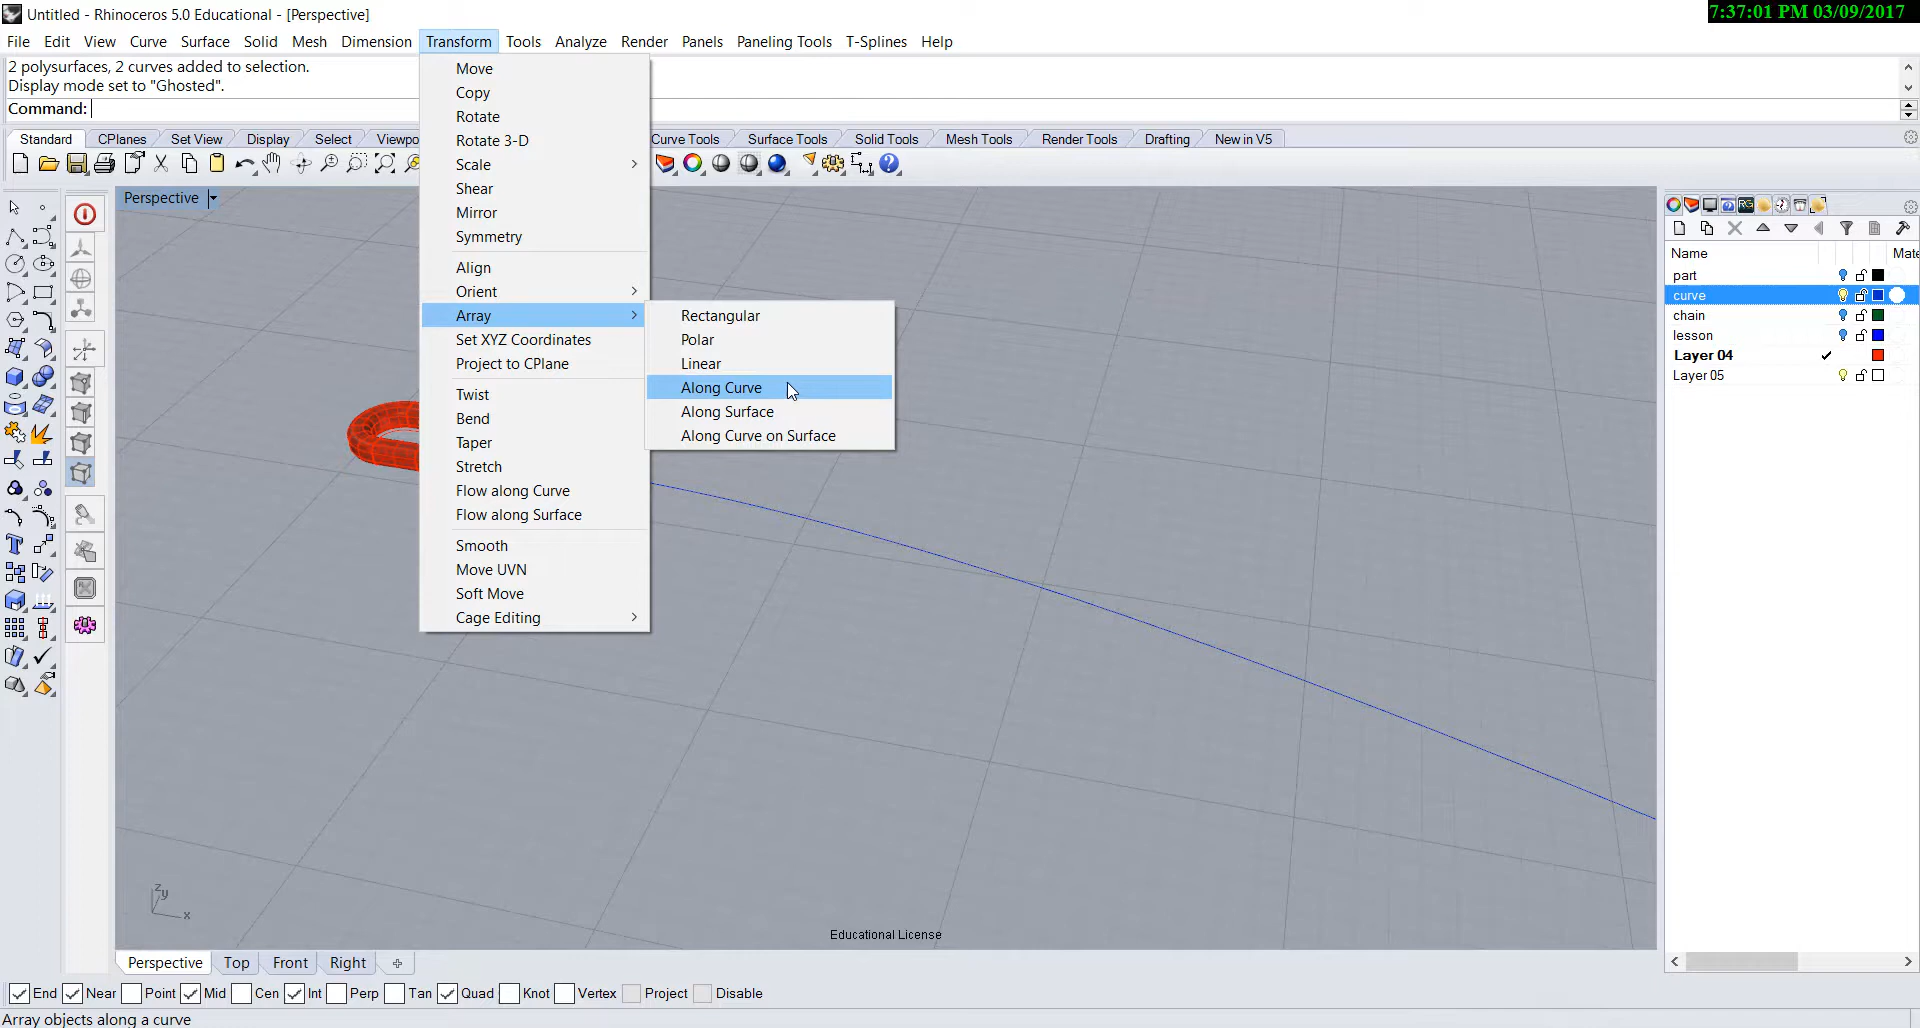 Untitled - Rhinoceros 5.0 Educational - [Perspective]
7:37:01 PM 03/09/2017
File Edit View Curve Surface Solid Mesh Dimension Transform Tools Analyze Render Panels Paneling Tools T-Splines Help
2 polysurfaces, 2 curves added to selection.
Display mode set to "Ghosted".
Command:
Standard CPlanes Set View Display Select Viewpo Curve Tools Surface Tools Solid Tools Mesh Tools Render Tools Drafting New in V5
Move
Copy
Rotate
Rotate 3-D
Scale
Shear
Mirror
Symmetry
Align
Orient
Array
Set XYZ Coordinates
Project to CPlane
Twist
Bend
Taper
Stretch
Flow along Curve
Flow along Surface
Smooth
Move UVN
Soft Move
Cage Editing
Rectangular
Polar
Linear
Along Curve
Along Surface
Along Curve on Surface
Perspective
Name Mate
part
curve
chain
lesson
Layer 04
Layer 05
z
y
x
Educational License
Perspective Top Front Right
End Near Point Mid Cen Int Perp Tan Quad Knot Vertex Project Disable
Array objects along a curve